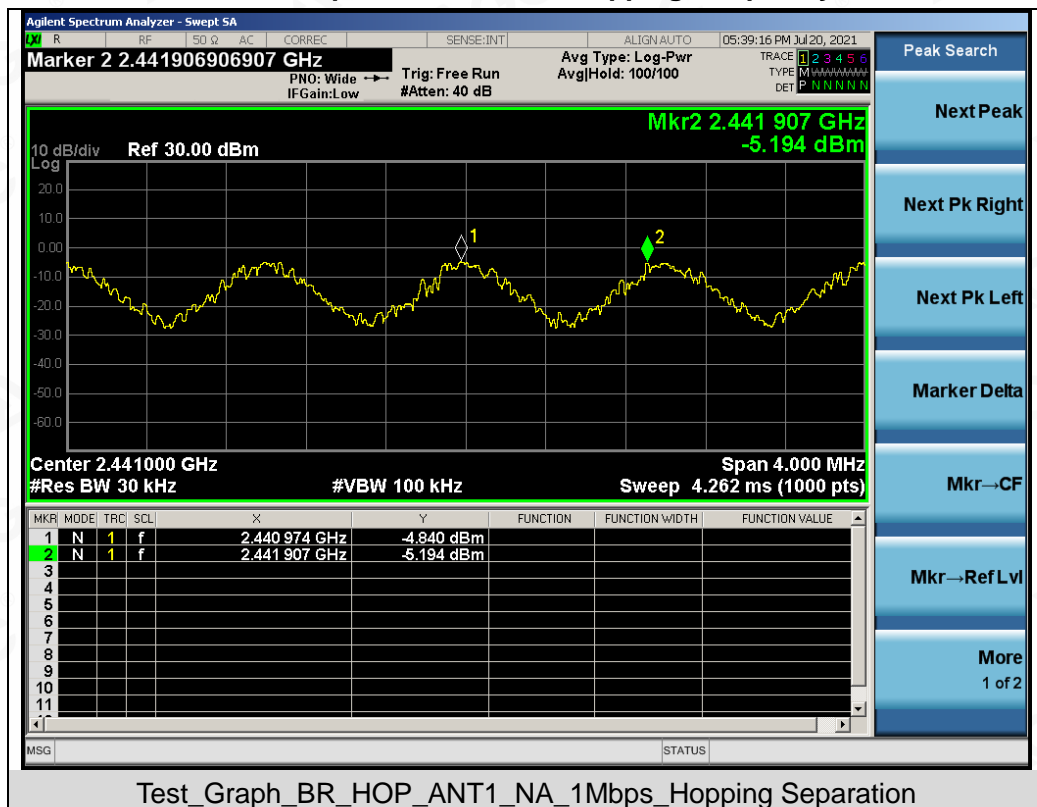 Agilent Spectrum Analyzer - Swept SA
LXI R RF 50 Ω AC CORREC SENSE:INT ALIGN AUTO 05:39:16 PM Jul 20, 2021
Marker 2 2.441906906907 GHz
PNO: Wide
IFGain:Low
Trig: Free Run
#Atten: 40 dB
Avg Type: Log-Pwr
Avg|Hold: 100/100
TRACE 1 2 3 4 5 6
TYPE M
DET P N N N N N
Mkr2 2.441 907 GHz
-5.194 dBm
10 dB/div Ref 30.00 dBm
Log
20.0
10.0
0.00
-10.0
-20.0
-30.0
-40.0
-50.0
-60.0
1
2
Center 2.441000 GHz Span 4.000 MHz
#Res BW 30 kHz #VBW 100 kHz Sweep 4.262 ms (1000 pts)
MKR MODE TRC SCL X Y FUNCTION FUNCTION WIDTH FUNCTION VALUE
1 N 1 f 2.440 974 GHz -4.840 dBm
2 N 1 f 2.441 907 GHz -5.194 dBm
3
4
5
6
7
8
9
10
11
MSG STATUS
Peak Search
Next Peak
Next Pk Right
Next Pk Left
Marker Delta
Mkr→CF
Mkr→Ref Lvl
More
1 of 2
Test_Graph_BR_HOP_ANT1_NA_1Mbps_Hopping Separation